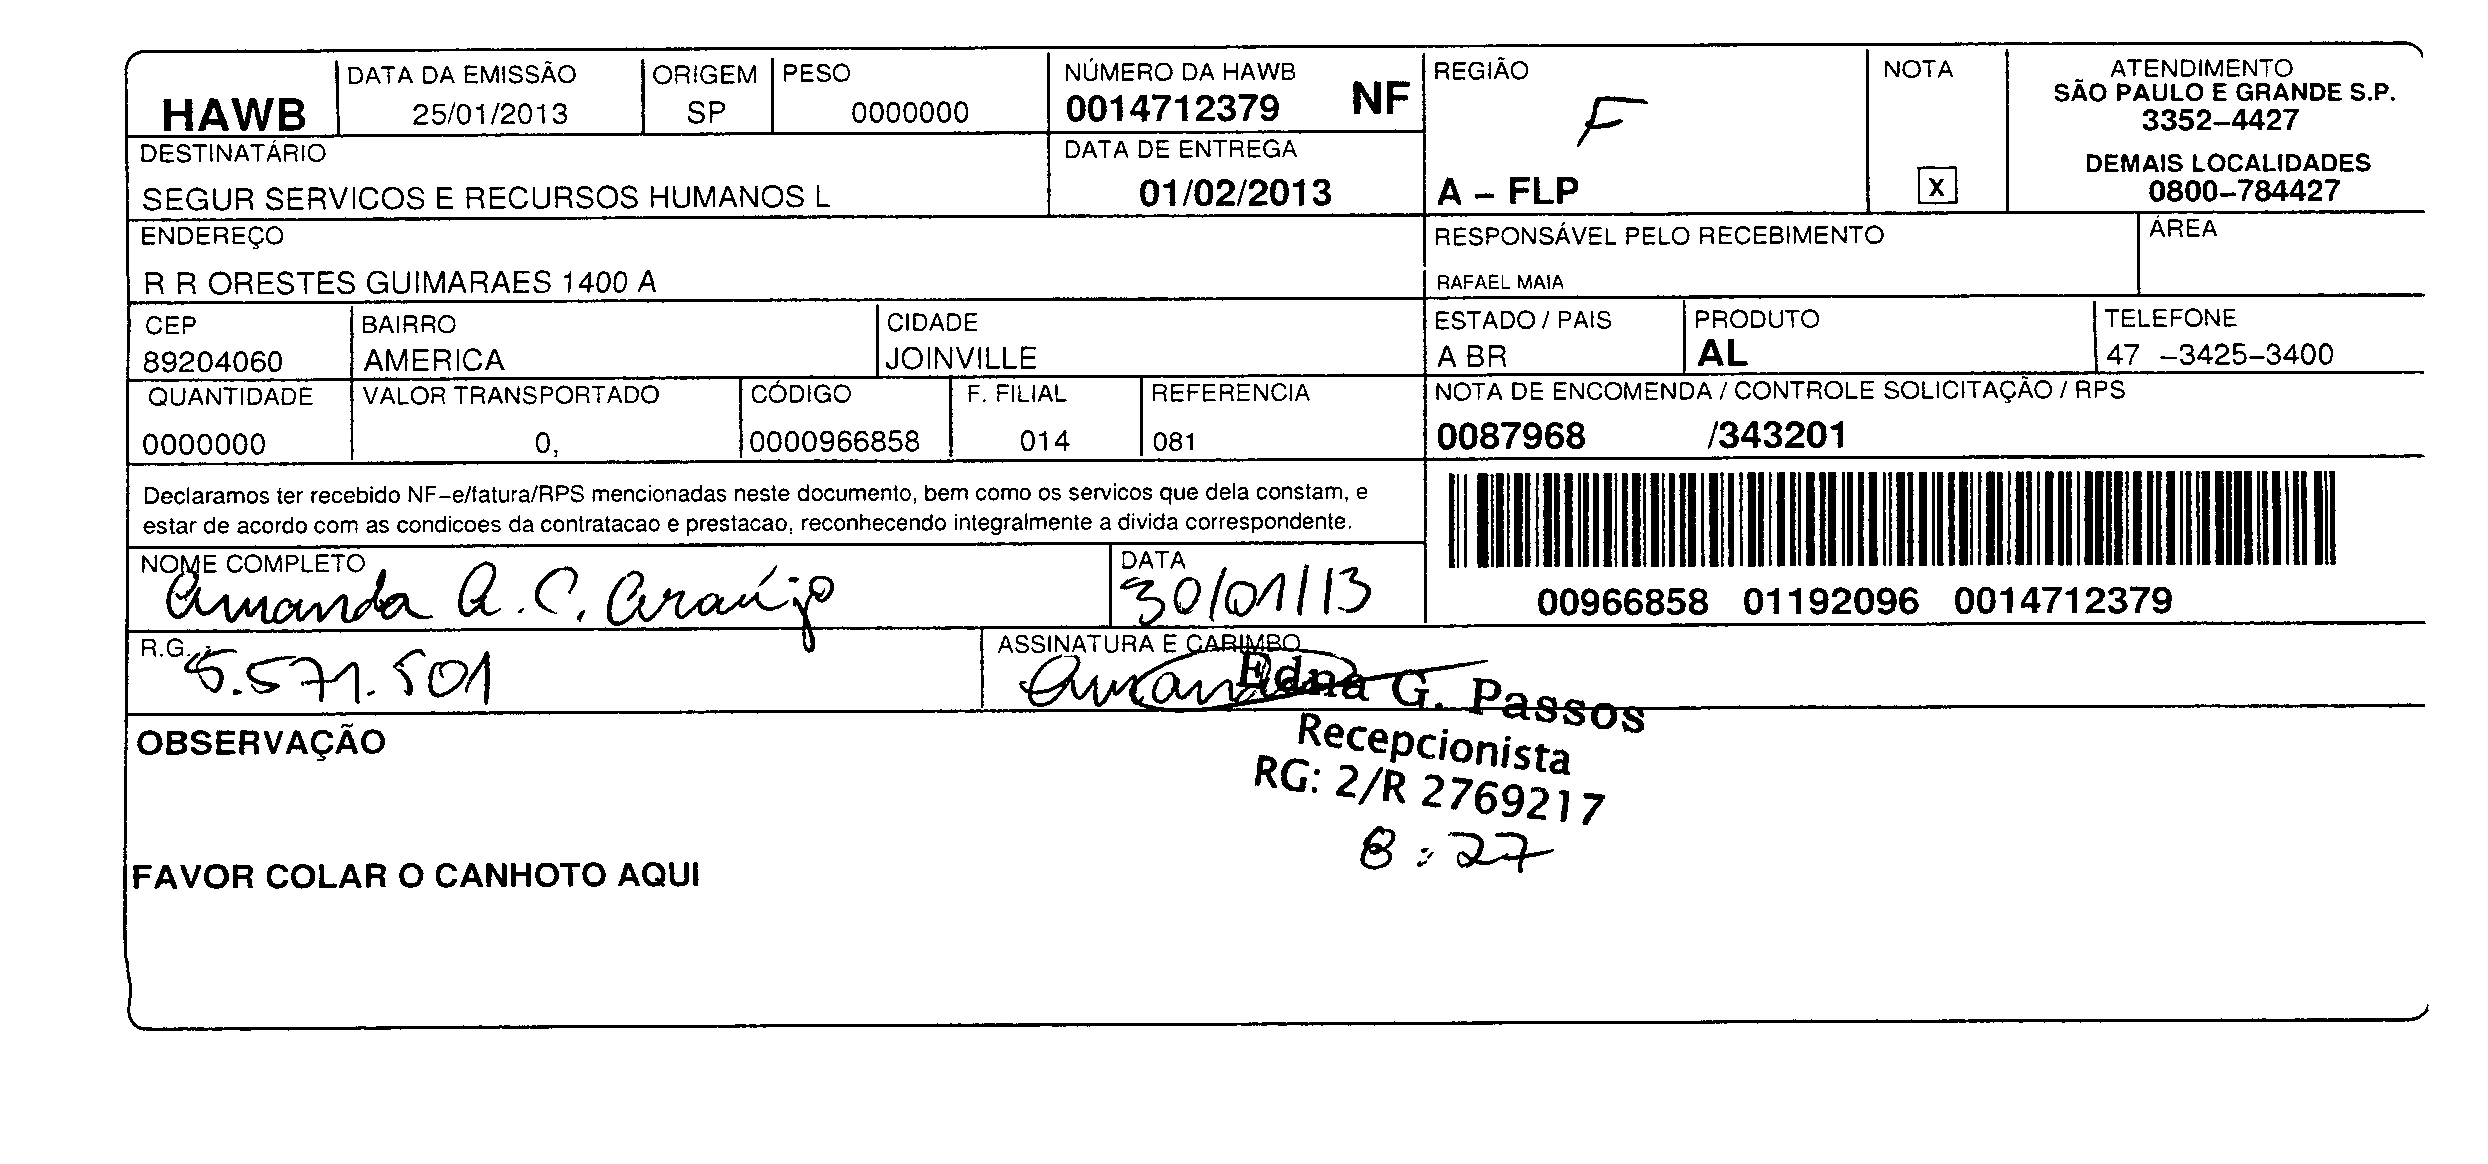 HAWB
DATA DA EMISSÃO
25/01/2013
ORIGEM
SP
PESO
0000000
NÚMERO DA HAWB
0014712379 NF
REGIÃO
F
A – FLP
NOTA
X
ATENDIMENTO
SÃO PAULO E GRANDE S.P.
3352–4427
DEMAIS LOCALIDADES
0800–784427
DESTINATÁRIO
SEGUR SERVICOS E RECURSOS HUMANOS L
DATA DE ENTREGA
01/02/2013
ENDEREÇO
R R ORESTES GUIMARAES 1400 A
RESPONSÁVEL PELO RECEBIMENTO
RAFAEL MAIA
ÁREA
CEP
89204060
BAIRRO
AMERICA
CIDADE
JOINVILLE
ESTADO / PAIS
A BR
PRODUTO
AL
TELEFONE
47 –3425–3400
QUANTIDADE
0000000
VALOR TRANSPORTADO
0,
CÓDIGO
0000966858
F. FILIAL
014
REFERENCIA
081
NOTA DE ENCOMENDA / CONTROLE SOLICITAÇÃO / RPS
0087968 /343201
Declaramos ter recebido NF–e/fatura/RPS mencionadas neste documento, bem como os servicos que dela constam, e
estar de acordo com as condicoes da contratacao e prestacao, reconhecendo integralmente a divida correspondente.
00966858 01192096 0014712379
NOME COMPLETO
Amanda A. C. Araújo
DATA
30/01/13
R.G.
5.571.501
ASSINATURA E CARIMBO
Amanda
Edna G. Passos
Recepcionista
RG: 2/R 2769217
8:27
OBSERVAÇÃO
FAVOR COLAR O CANHOTO AQUI